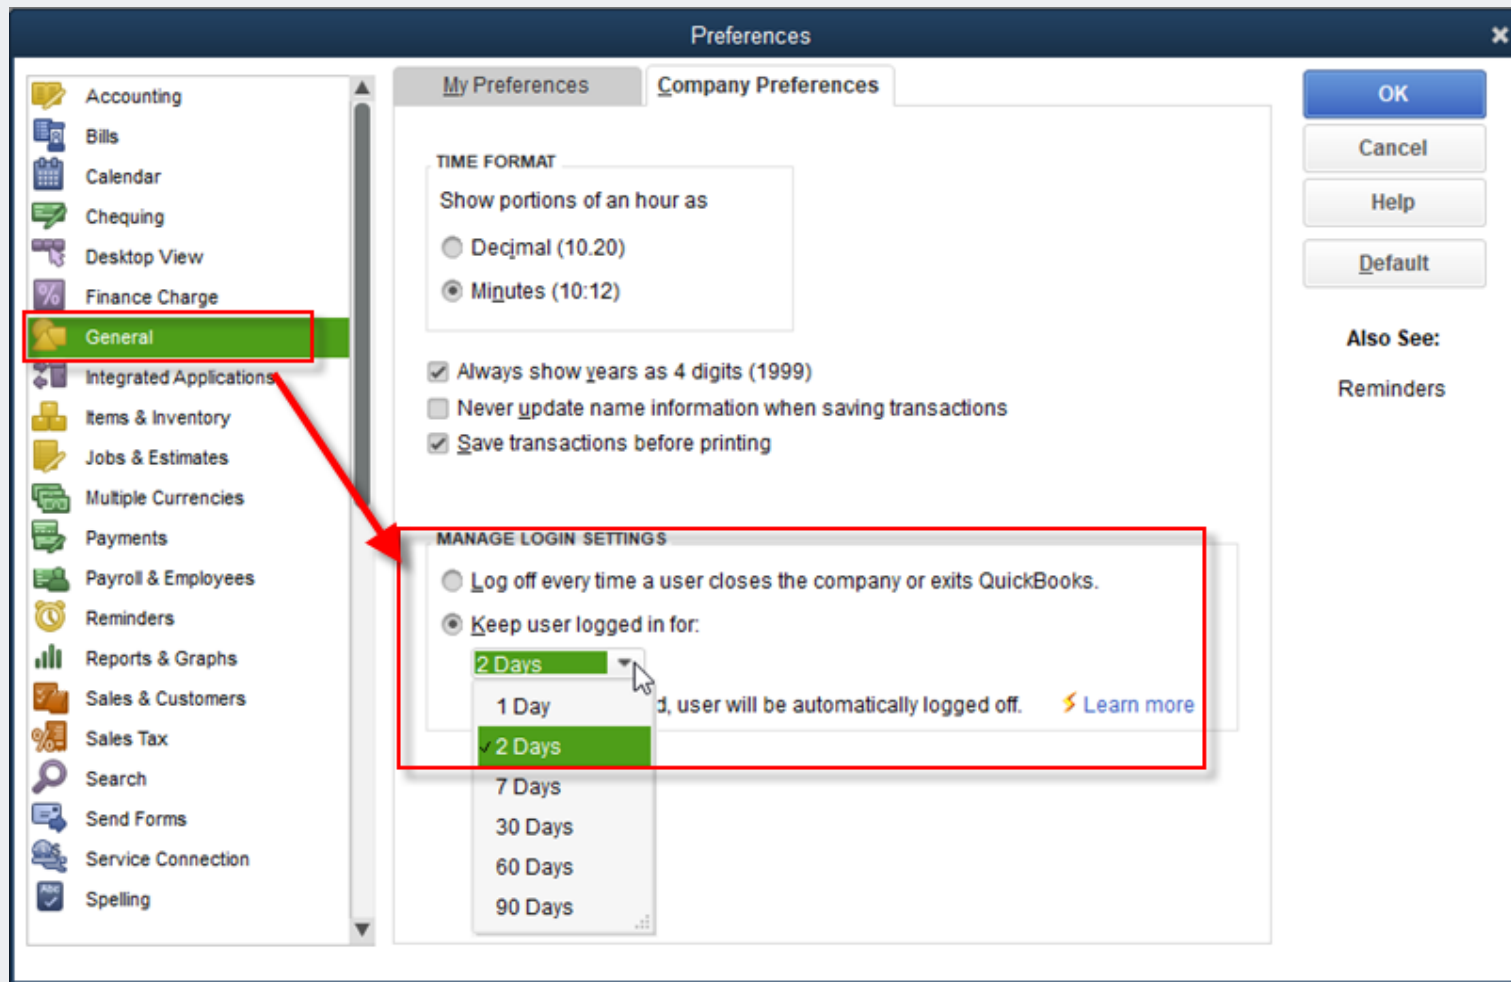 Preferences
Accounting
Bills
Calendar
Chequing
Desktop View
Finance Charge
General
Integrated Applications
Items & Inventory
Jobs & Estimates
Multiple Currencies
Payments
Payroll & Employees
Reminders
Reports & Graphs
Sales & Customers
Sales Tax
Search
Send Forms
Service Connection
Abc
Spelling
My Preferences
Company Preferences
TIME FORMAT
Show portions of an hour as
Decimal (10.20)
Minutes (10:12)
Always show years as 4 digits (1999)
Never update name information when saving transactions
Save transactions before printing
MANAGE LOGIN SETTINGS
Log off every time a user closes the company or exits QuickBooks.
Keep user logged in for:
2 Days
d, user will be automatically logged off. Learn more
1 Day
2 Days
7 Days
30 Days
60 Days
90 Days
OK
Cancel
Help
Default
Also See:
Reminders